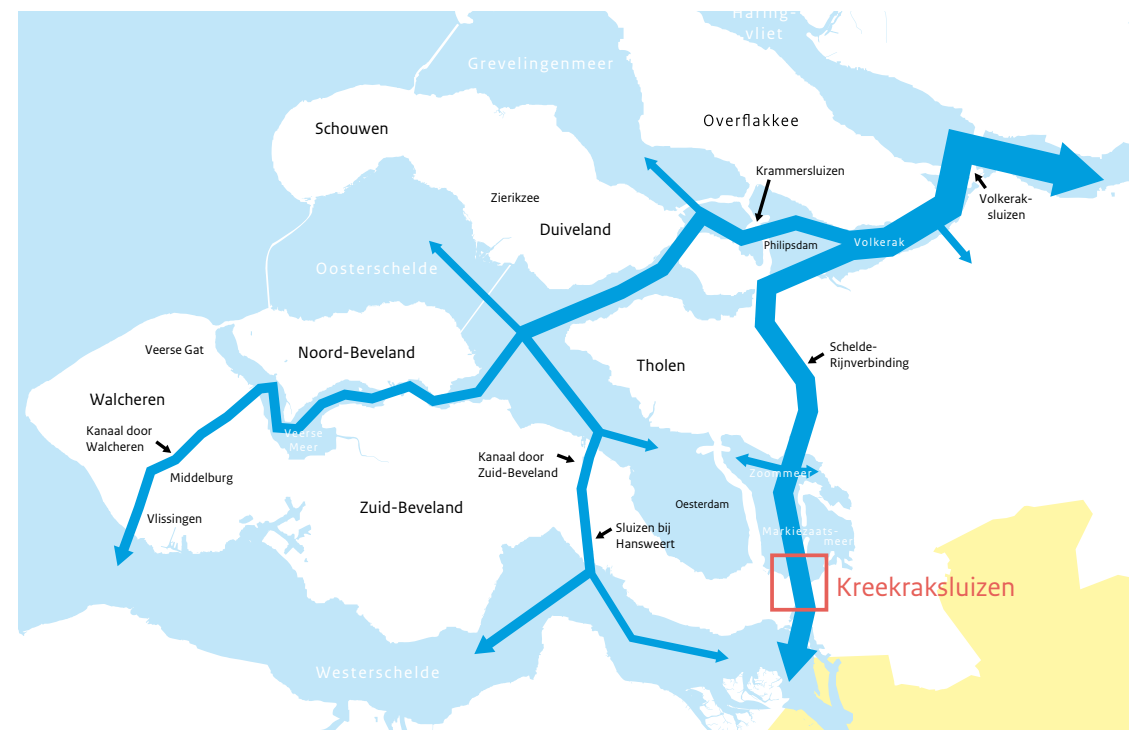 Haring-
vliet
Grevelingenmeer
Overflakkee
Schouwen
Krammersluizen
Zierikzee
Volkerak-
sluizen
Duiveland
Philipsdam
Volkerak
Oosterschelde
Veerse Gat
Noord-Beveland
Schelde-
Rijnverbinding
Tholen
Walcheren
Kanaal door
Walcheren
Veerse
Meer
Kanaal door
Zuid-Beveland
Middelburg
Zoommeer
Zuid-Beveland
Oesterdam
Vlissingen
Sluizen bij
Hansweert
Markiezaats-
meer
Kreekraksluizen
Westerschelde